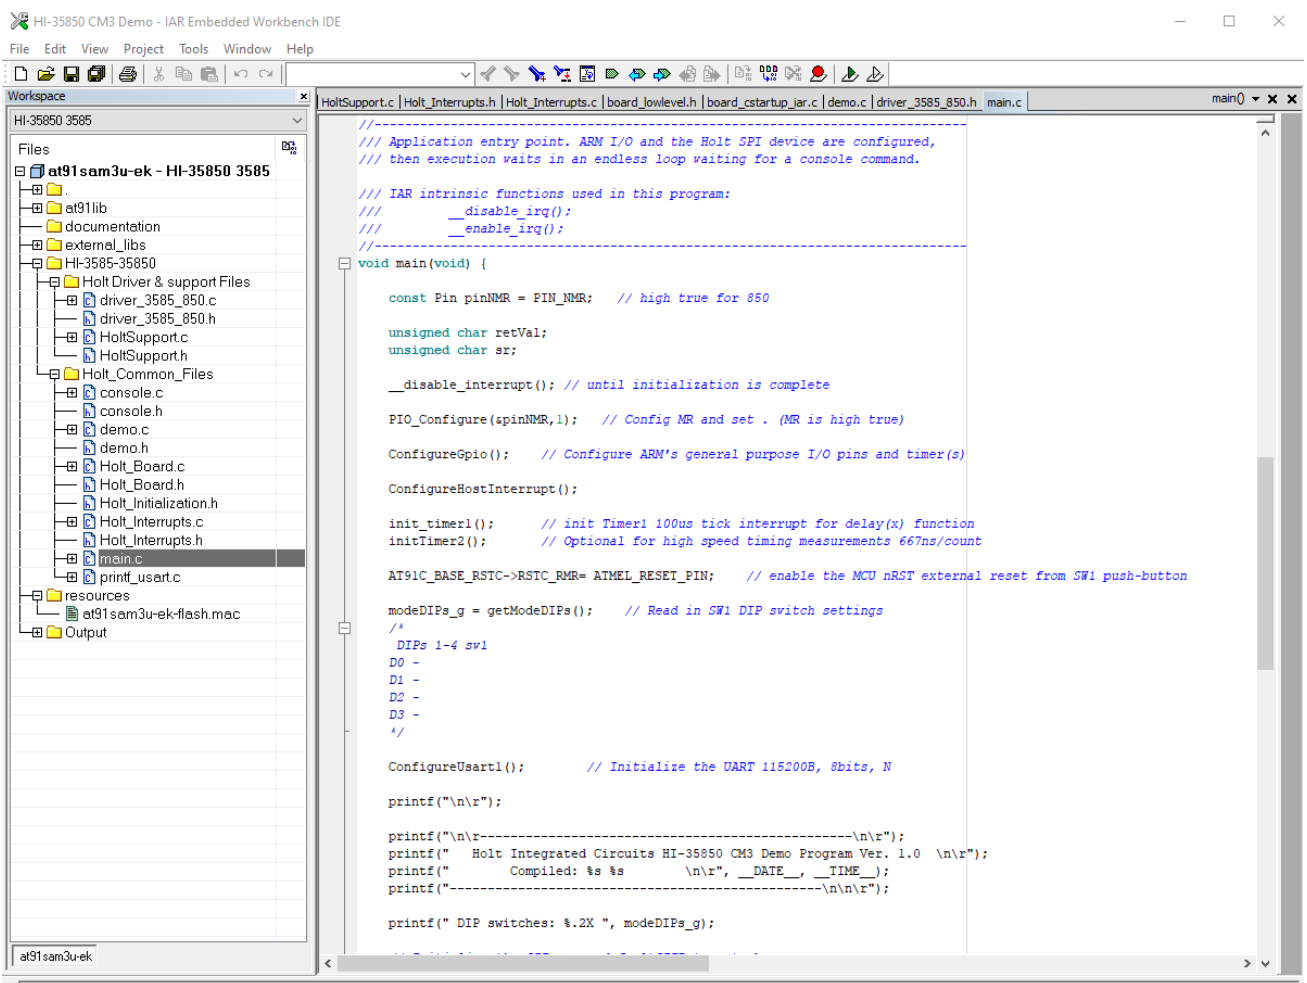 HI-35850 CM3 Demo - IAR Embedded Workbench IDE
File Edit View Project Tools Window Help
Workspace
HI-35850 3585
Files
at91sam3u-ek - HI-35850 3585
.
at91lib
documentation
external_libs
HI-3585-35850
Holt Driver & support Files
driver_3585_850.c
driver_3585_850.h
HoltSupport.c
HoltSupport.h
Holt_Common_Files
console.c
console.h
demo.c
demo.h
Holt_Board.c
Holt_Board.h
Holt_Initialization.h
Holt_Interrupts.c
Holt_Interrupts.h
main.c
printf_usart.c
resources
at91sam3u-ek-flash.mac
Output
at91sam3u-ek
HoltSupport.c | Holt_Interrupts.h | Holt_Interrupts.c | board_lowlevel.h | board_cstartup_iar.c | demo.c | driver_3585_850.h main.c
main()
//------------------------------------------------------------------------------
/// Application entry point. ARM I/O and the Holt SPI device are configured,
/// then execution waits in an endless loop waiting for a console command.
/// IAR intrinsic functions used in this program:
/// __disable_irq();
/// __enable_irq();
//------------------------------------------------------------------------------
void main(void) {
const Pin pinNMR = PIN_NMR; // high true for 850
unsigned char retVal;
unsigned char sr;
__disable_interrupt(); // until initialization is complete
PIO_Configure(&pinNMR,1); // Config MR and set . (MR is high true)
ConfigureGpio(); // Configure ARM's general purpose I/O pins and timer(s)
ConfigureHostInterrupt();
init_timer1(); // init Timer1 100us tick interrupt for delay(x) function
initTimer2(); // Optional for high speed timing measurements 667ns/count
AT91C_BASE_RSTC->RSTC_RMR= ATMEL_RESET_PIN; // enable the MCU nRST external reset from SW1 push-button
modeDIPs_g = getModeDIPs(); // Read in SW1 DIP switch settings
/*
DIPs 1-4 sw1
D0 -
D1 -
D2 -
D3 -
*/
ConfigureUsart1(); // Initialize the UART 115200B, 8bits, N
printf("\n\r");
printf("\n\r-------------------------------------------------\n\r");
printf(" Holt Integrated Circuits HI-35850 CM3 Demo Program Ver. 1.0 \n\r");
printf(" Compiled: %s %s \n\r", __DATE__, __TIME__);
printf("-------------------------------------------------\n\n\r");
printf(" DIP switches: %.2X ", modeDIPs_g);